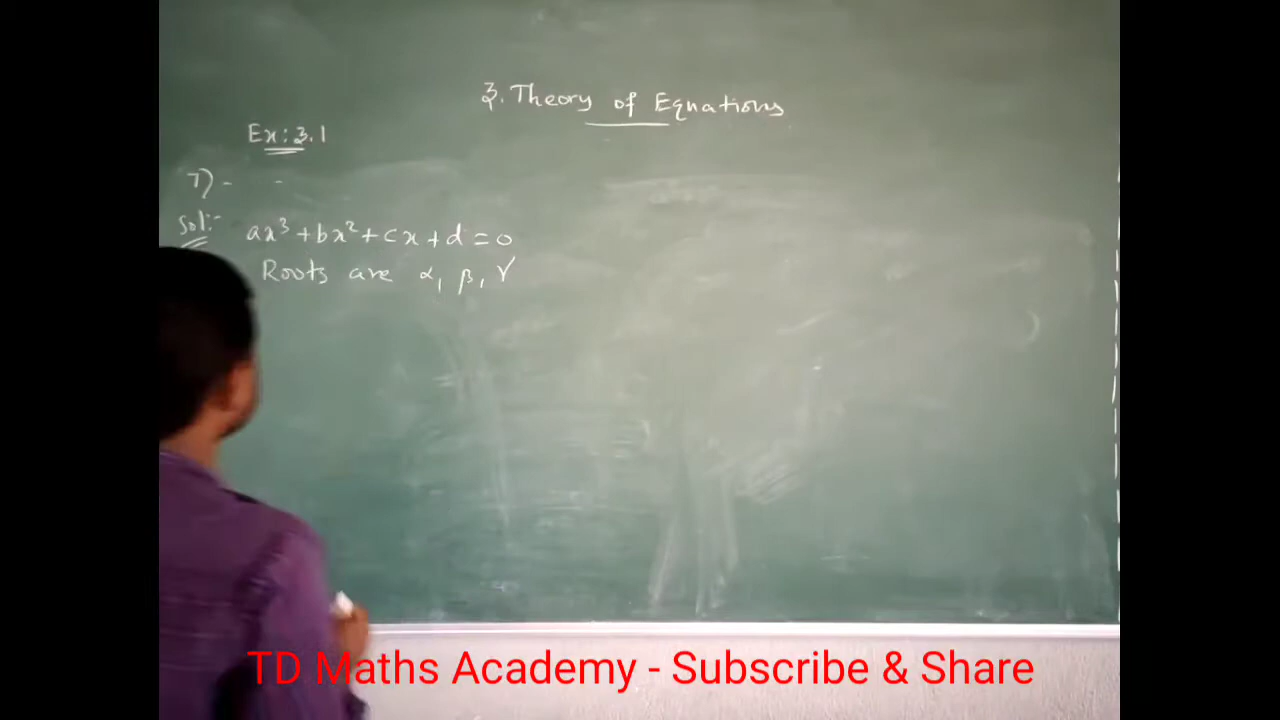 3. Theory of Equations
Ex: 3.1
7) - -
Sol:-
ax³ + bx² + cx + d = 0
Roots are α, β, γ
TD Maths Academy - Subscribe & Share